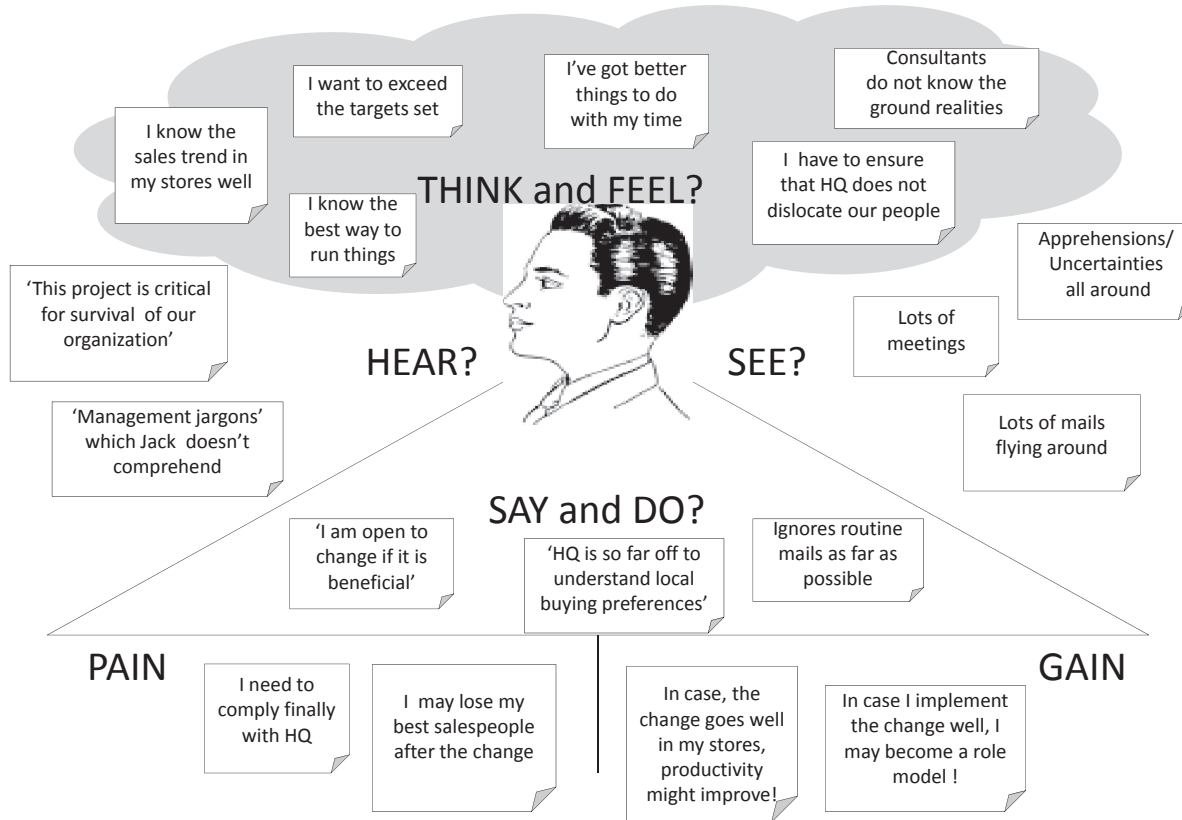 I want to exceed
the targets set
I've got better
things to do
with my time
Consultants
do not know the
ground realities
I know the
sales trend in
my stores well
I have to ensure
that HQ does not
dislocate our people
THINK and FEEL?
I know the
best way to
run things
Apprehensions/
Uncertainties
all around
'This project is critical
for survival of our
organization'
Lots of
meetings
HEAR?
SEE?
'Management jargons'
which Jack doesn't
comprehend
Lots of mails
flying around
SAY and DO?
'I am open to
change if it is
beneficial'
'HQ is so far off to
understand local
buying preferences'
Ignores routine
mails as far as
possible
PAIN
GAIN
I need to
comply finally
with HQ
I may lose my
best salespeople
after the change
In case, the
change goes well
in my stores,
productivity
might improve!
In case I implement
the change well, I
may become a role
model !